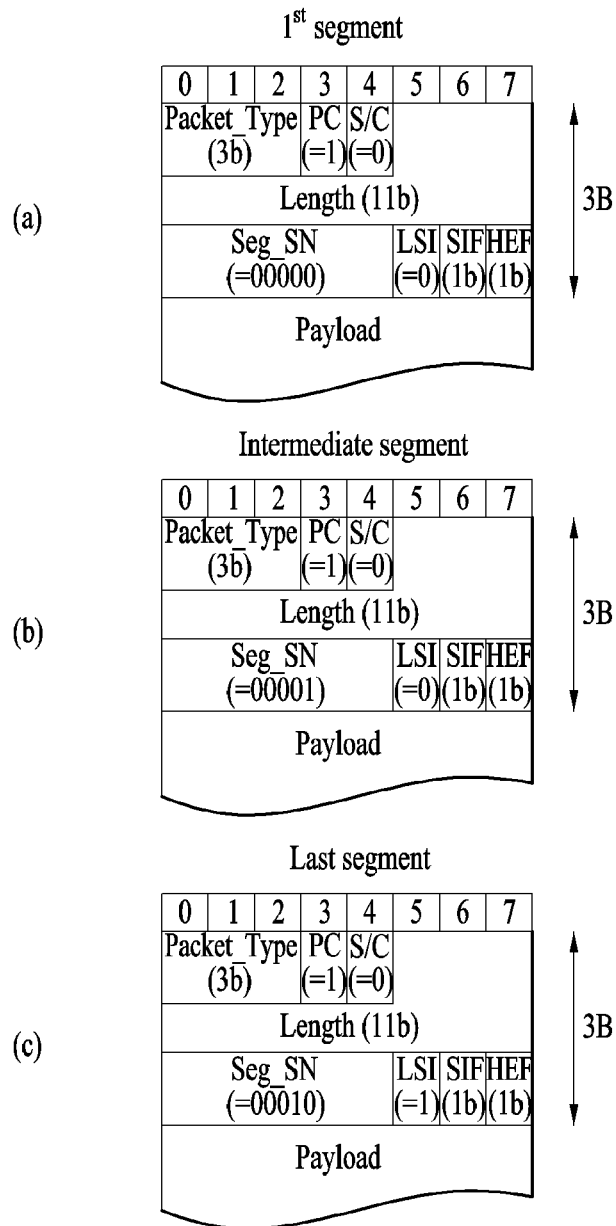 1st segment
0 1 2 3 4 5 6 7
Packet_Type PC S/C
(3b) (=1) (=0)
Length (11b)
(a)
3B
Seg_SN LSI SIF HEF
(=00000) (=0) (1b) (1b)
Payload
Intermediate segment
0 1 2 3 4 5 6 7
Packet_Type PC S/C
(3b) (=1) (=0)
Length (11b)
(b)
3B
Seg_SN LSI SIF HEF
(=00001) (=0) (1b) (1b)
Payload
Last segment
0 1 2 3 4 5 6 7
Packet_Type PC S/C
(3b) (=1) (=0)
Length (11b)
(c)
3B
Seg_SN LSI SIF HEF
(=00010) (=1) (1b) (1b)
Payload